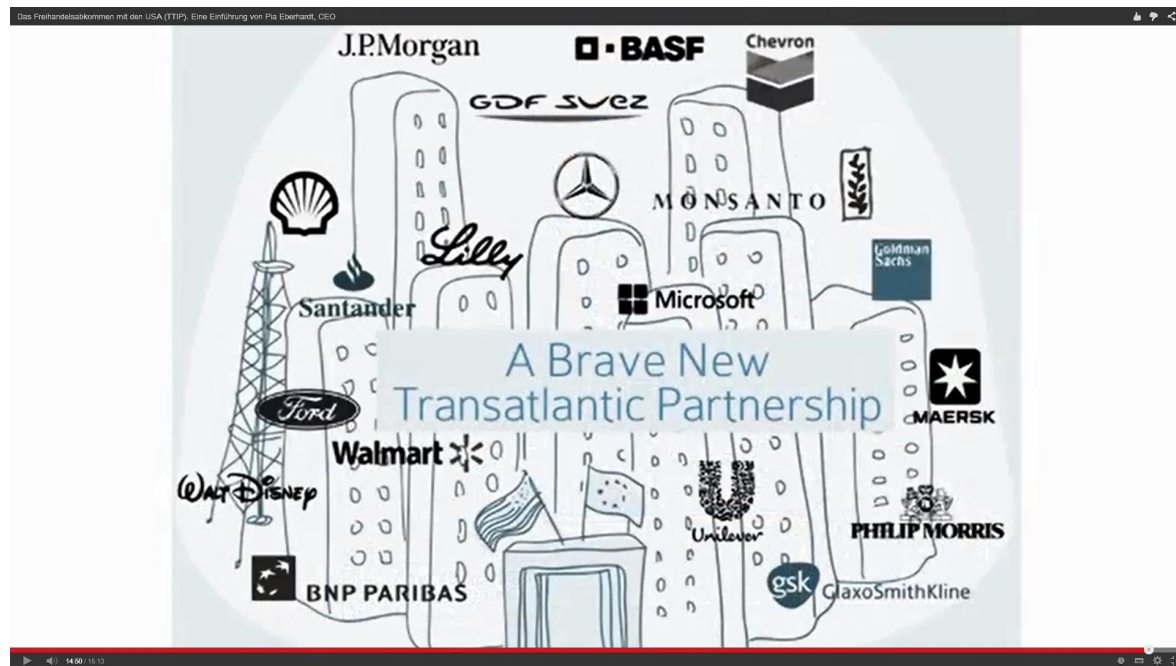 Das Freihandelsabkommen mit den USA (TTIP). Eine Einführung von Pia Eberhardt, CEO
J.P.Morgan
BASF
Chevron
GDF SUEZ
MONSANTO
Lilly
Goldman
Sachs
Santander
Microsoft
A Brave New
Transatlantic Partnership
Ford
MAERSK
Walmart
WALT DISNEY
Unilever
PHILIP MORRIS
BNP PARIBAS
gsk GlaxoSmithKline
14:50 / 15:13